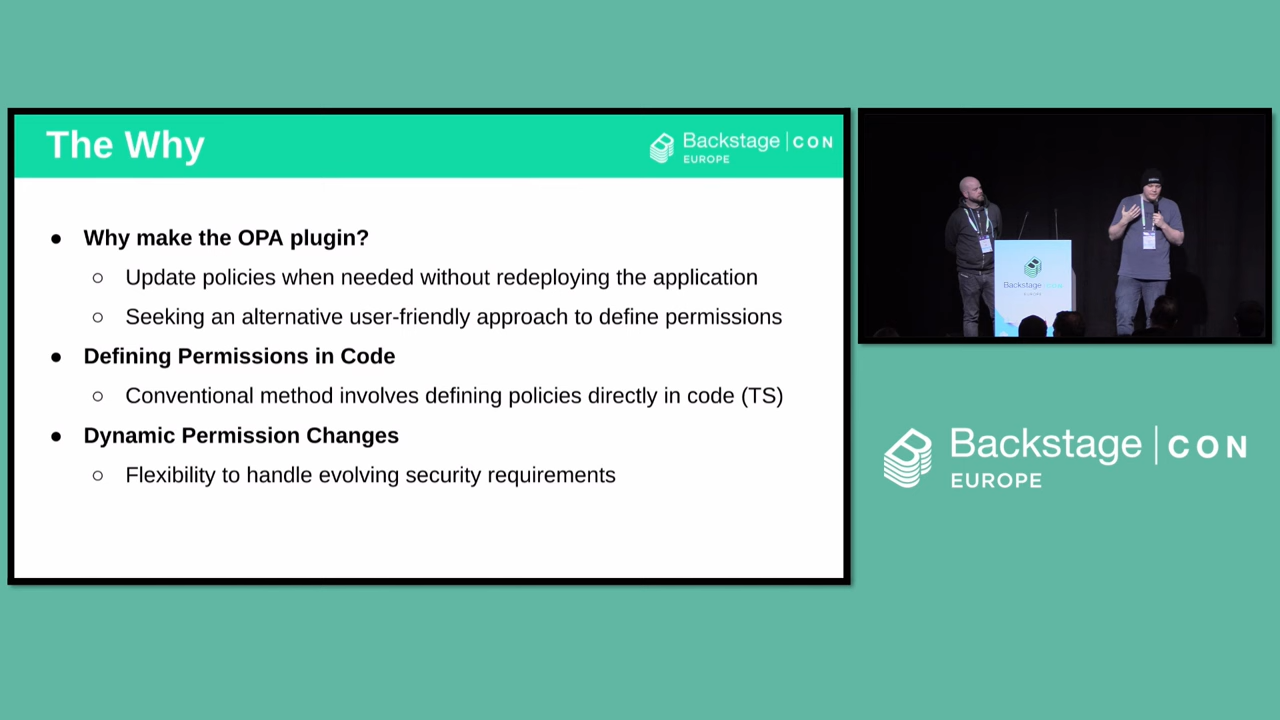 The Why
Backstage | CON
EUROPE
● Why make the OPA plugin?
○ Update policies when needed without redeploying the application
○ Seeking an alternative user-friendly approach to define permissions
● Defining Permissions in Code
○ Conventional method involves defining policies directly in code (TS)
● Dynamic Permission Changes
○ Flexibility to handle evolving security requirements
Backstage
Backstage | CON
EUROPE